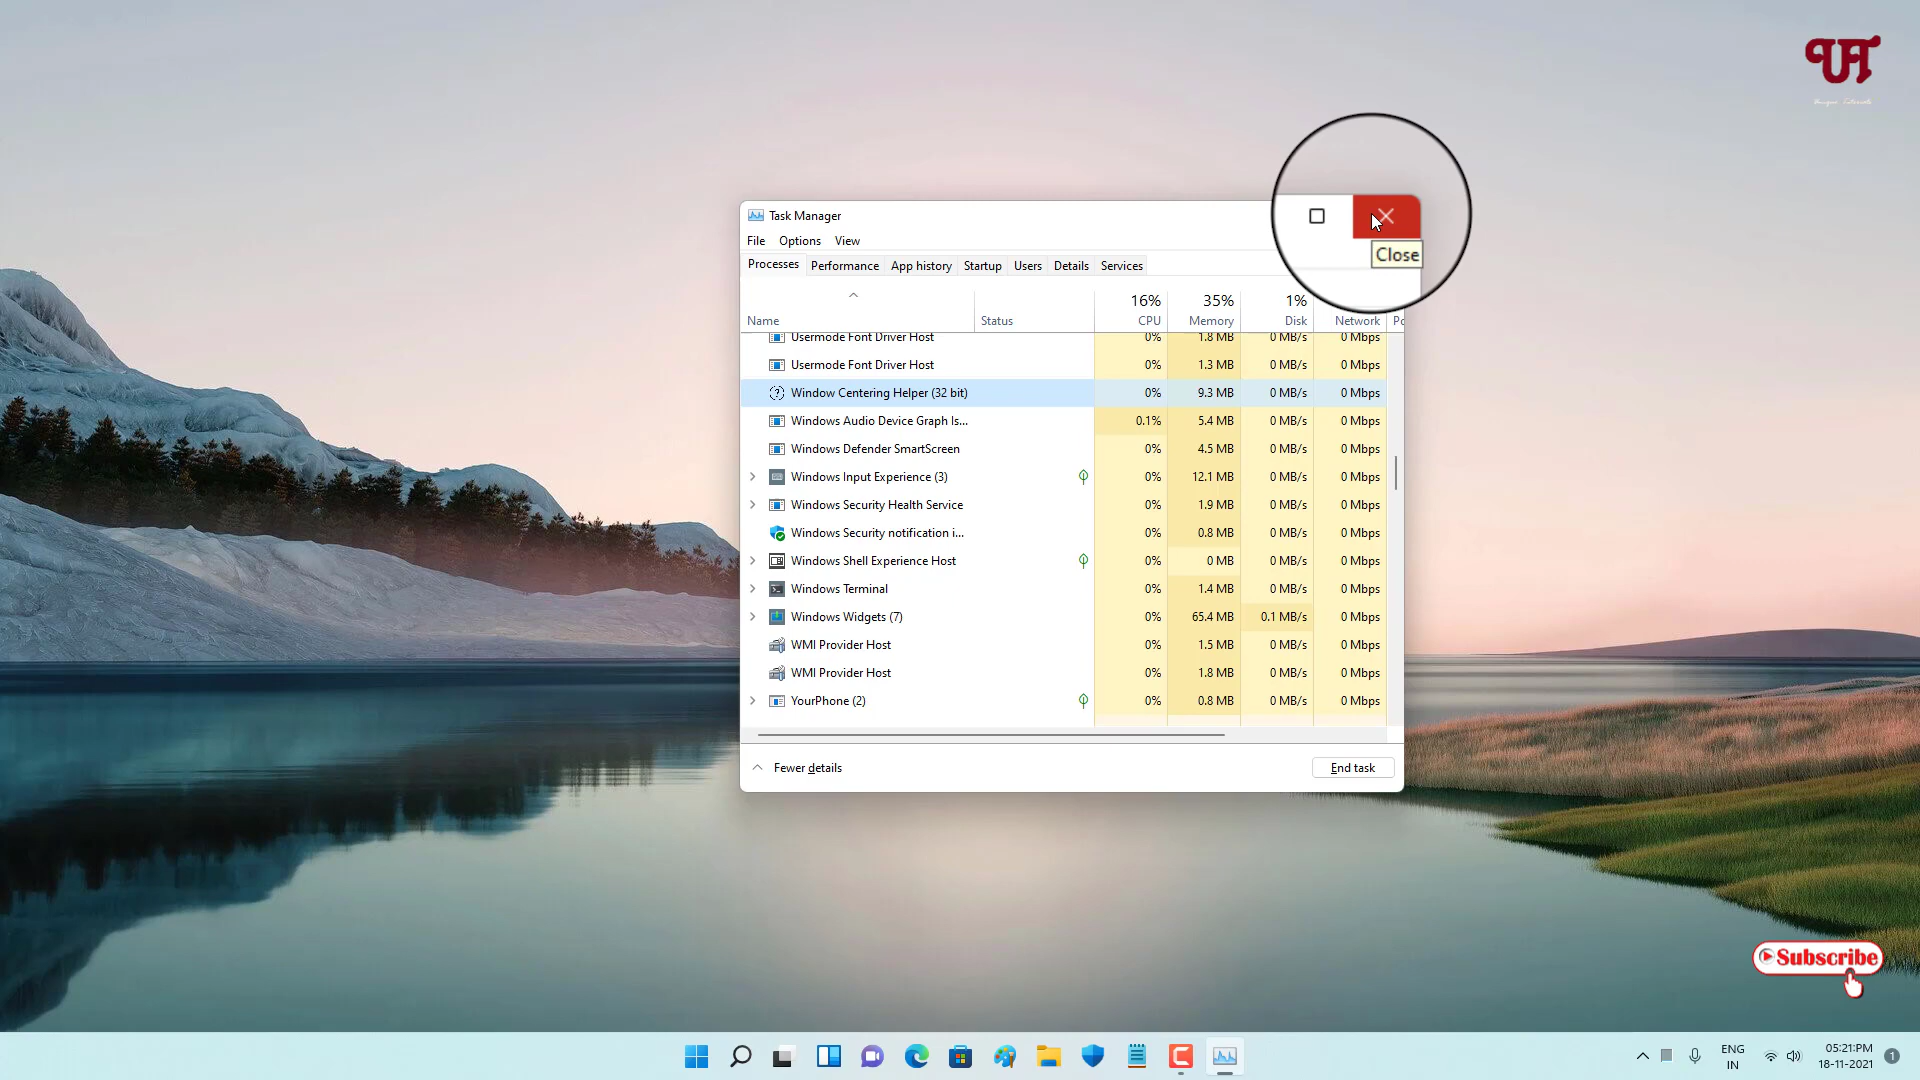 UA
Unique Tutorials
Task Manager
Close
File Options View
Processes Performance App history Startup Users Details Services
16% 35% 1%
Name Status CPU Memory Disk Network Po
Usermode Font Driver Host 0% 1.8 MB 0 MB/s 0 Mbps
Usermode Font Driver Host 0% 1.3 MB 0 MB/s 0 Mbps
Window Centering Helper (32 bit) 0% 9.3 MB 0 MB/s 0 Mbps
Windows Audio Device Graph Is... 0.1% 5.4 MB 0 MB/s 0 Mbps
Windows Defender SmartScreen 0% 4.5 MB 0 MB/s 0 Mbps
Windows Input Experience (3) 0% 12.1 MB 0 MB/s 0 Mbps
Windows Security Health Service 0% 1.9 MB 0 MB/s 0 Mbps
Windows Security notification i... 0% 0.8 MB 0 MB/s 0 Mbps
Windows Shell Experience Host 0% 0 MB 0 MB/s 0 Mbps
Windows Terminal 0% 1.4 MB 0 MB/s 0 Mbps
Windows Widgets (7) 0% 65.4 MB 0.1 MB/s 0 Mbps
WMI Provider Host 0% 1.5 MB 0 MB/s 0 Mbps
WMI Provider Host 0% 1.8 MB 0 MB/s 0 Mbps
YourPhone (2) 0% 0.8 MB 0 MB/s 0 Mbps
Fewer details End task
Subscribe
ENG
IN
05:21:PM
18-11-2021
1